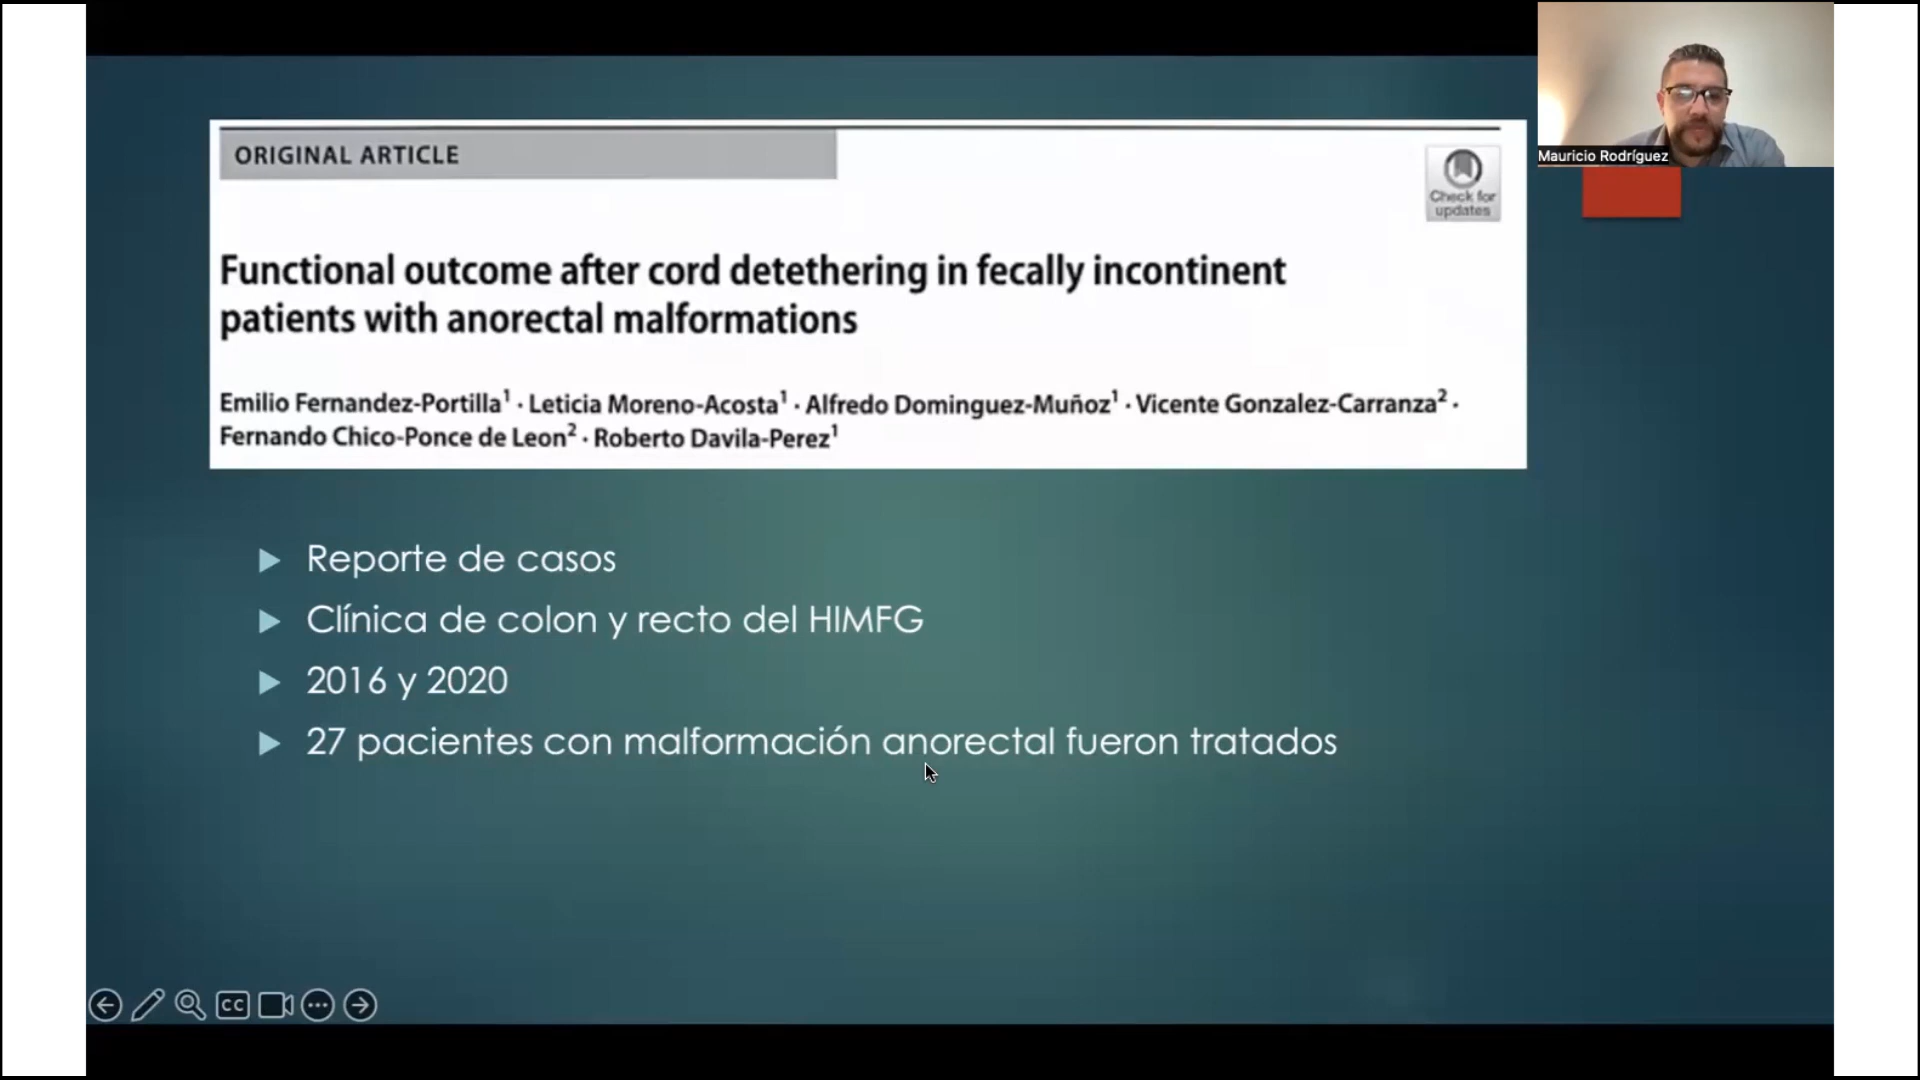 ORIGINAL ARTICLE
Check for
updates
Functional outcome after cord detethering in fecally incontinent
patients with anorectal malformations
Emilio Fernandez-Portilla¹ · Leticia Moreno-Acosta¹ · Alfredo Dominguez-Muñoz¹ · Vicente Gonzalez-Carranza² ·
Fernando Chico-Ponce de Leon² · Roberto Davila-Perez¹
Mauricio Rodríguez
Reporte de casos
Clínica de colon y recto del HIMFG
2016 y 2020
27 pacientes con malformación anorectal fueron tratados
CC